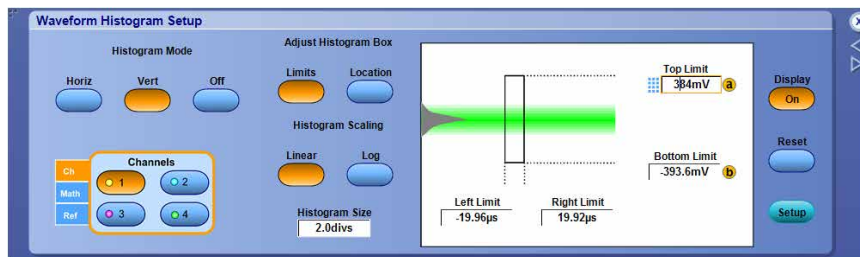 Waveform Histogram Setup
Histogram Mode
Horiz Vert Off
Ch
Math
Ref
Channels
1 2
3 4
Adjust Histogram Box
Limits Location
Histogram Scaling
Linear Log
Histogram Size
2.0divs
Top Limit
384mV a
Bottom Limit
-393.6mV b
Left Limit
-19.96µs
Right Limit
19.92µs
Display
On
Reset
Setup
X